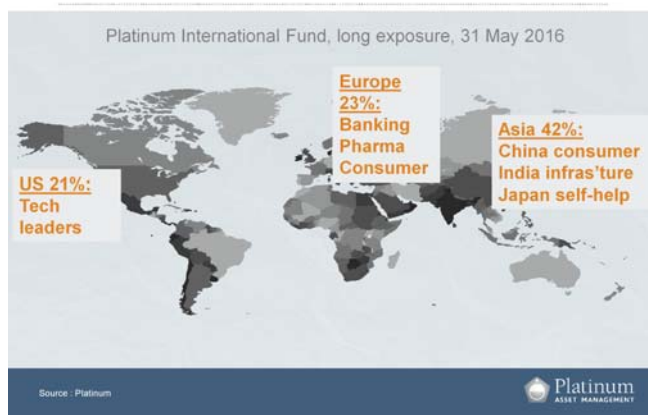 Platinum International Fund, long exposure, 31 May 2016
Europe
23%:
Banking
Pharma
Consumer
Asia 42%:
China consumer
India infras'ture
Japan self-help
US 21%:
Tech
leaders
Source : Platinum
Platinum
ASSET MANAGEMENT